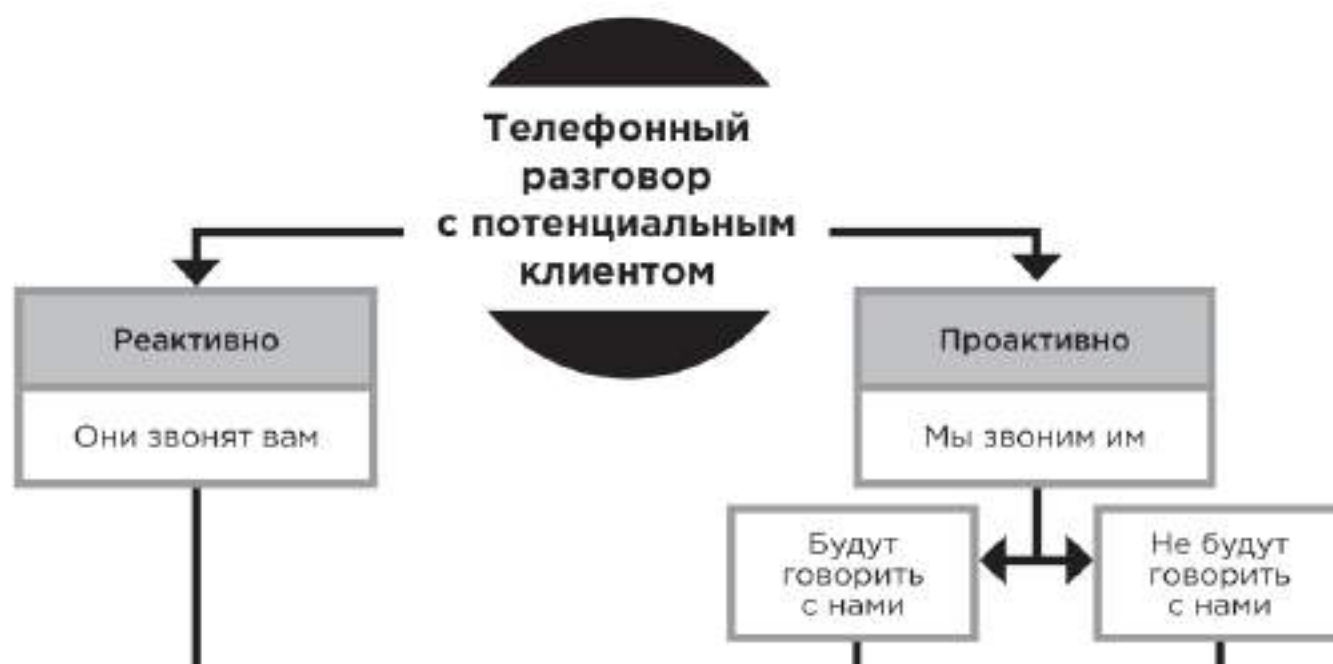 Телефонный
разговор
с потенциальным
клиентом
Реактивно
Они звонят вам
Проактивно
Мы звоним им
Будут
говорить
с нами
Не будут
говорить
с нами